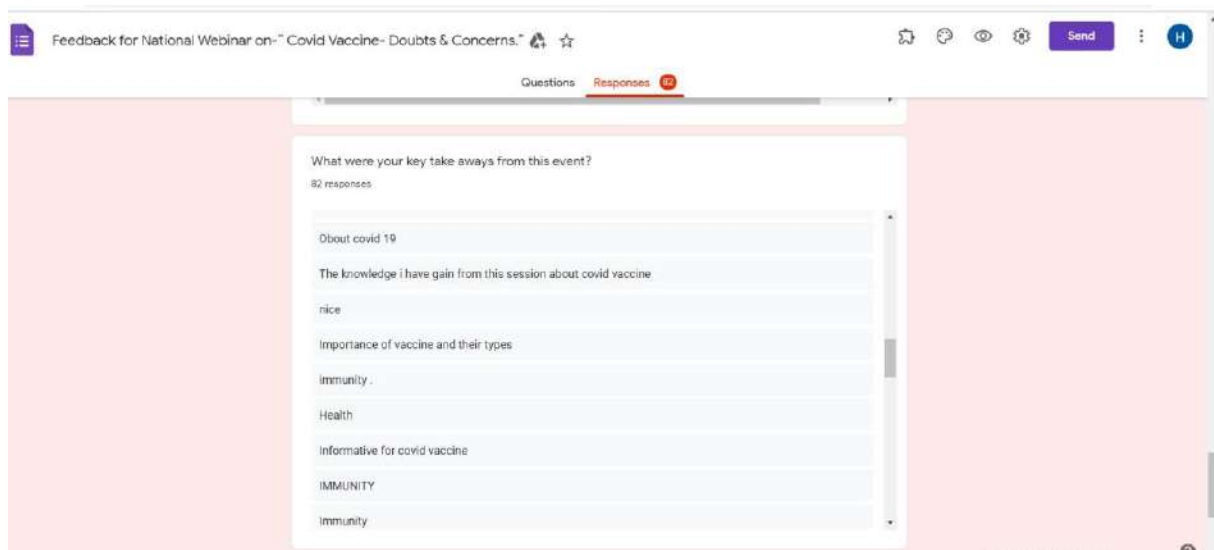 Feedback for National Webinar on-" Covid Vaccine- Doubts & Concerns."
Send
H
Questions Responses 82
What were your key take aways from this event?
82 responses
Obout covid 19
The knowledge i have gain from this session about covid vaccine
nice
Importance of vaccine and their types
immunity .
Health
Informative for covid vaccine
IMMUNITY
Immunity